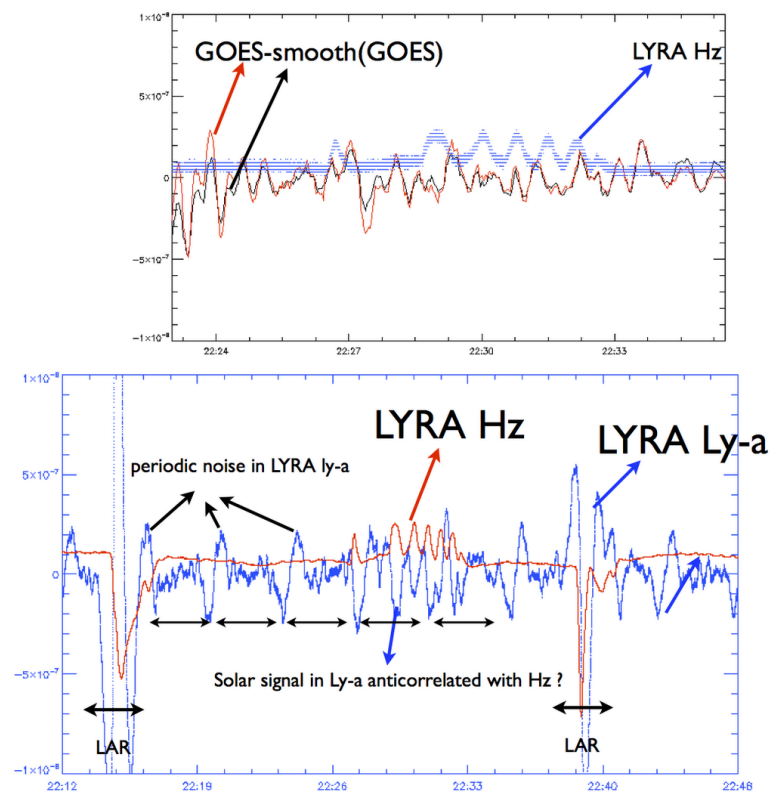 1×10⁻⁶
GOES-smooth(GOES)
LYRA Hz
5×10⁻⁷
0
−5×10⁻⁷
−1×10⁻⁶
22:24 22:27 22:30 22:33
1×10⁻⁶
LYRA Hz
LYRA Ly-a
periodic noise in LYRA ly-a
5×10⁻⁷
0
−5×10⁻⁷
Solar signal in Ly-a anticorrelated with Hz ?
LAR LAR
−1×10⁻⁶
22:12 22:19 22:26 22:33 22:40 22:48